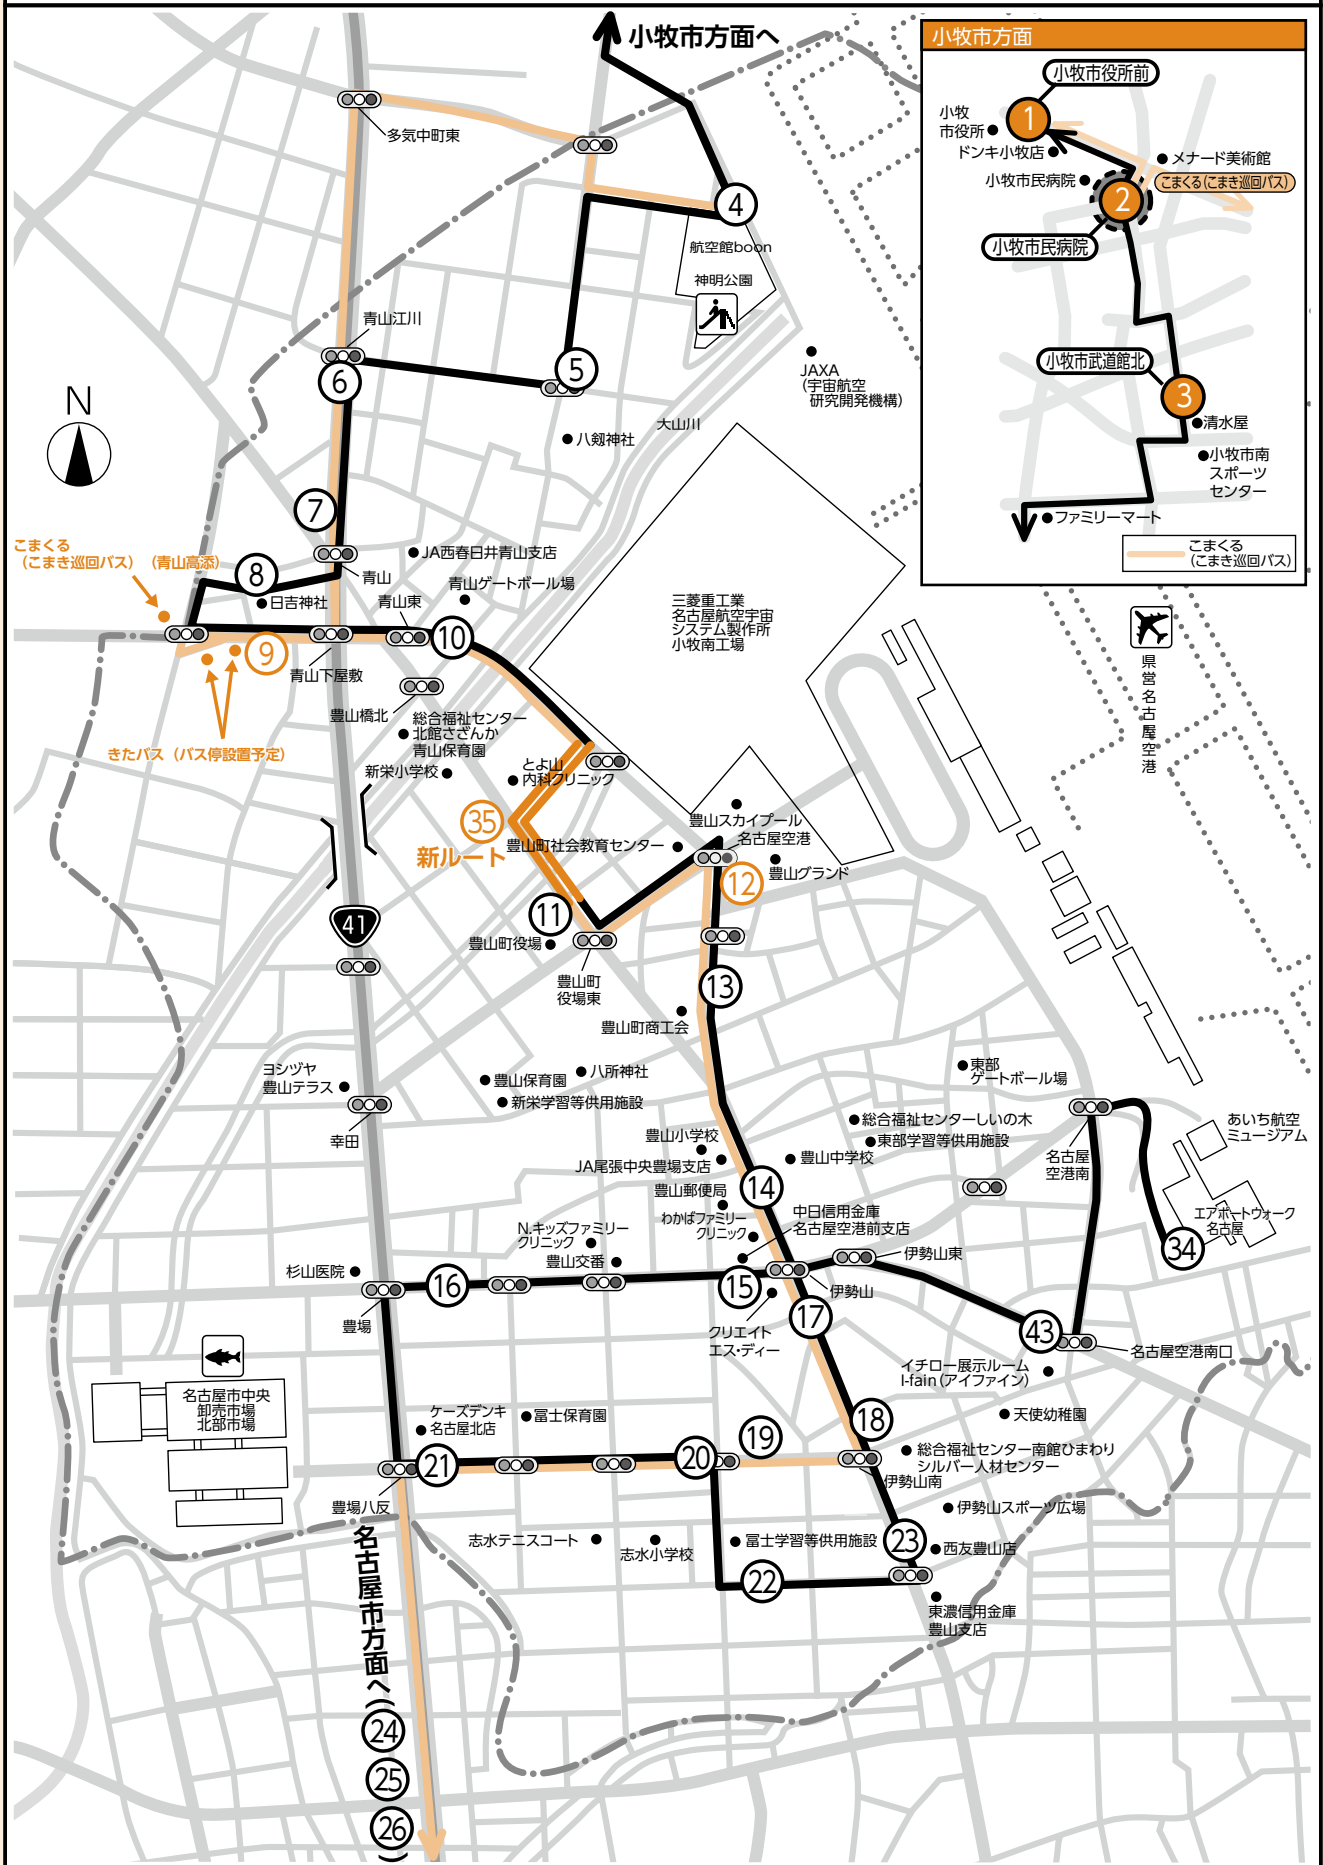 小牧市方面へ
小牧市方面
小牧市役所前
小牧
市役所
1
ドンキ小牧店
メナード美術館
小牧市民病院
こまくる(こまき巡回バス)
2
小牧市民病院
小牧市武道館北
3
清水屋
小牧市南
スポーツ
センター
ファミリーマート
こまくる
(こまき巡回バス)
多気中町東
4
航空館boon
神明公園
青山江川
5
6
JAXA
(宇宙航空
研究開発機構)
N
大山川
八剱神社
7
こまくる
(こまき巡回バス)(青山高添)
8
青山
JA西春日井青山支店
日吉神社
青山東
青山ゲートボール場
三菱重工業
名古屋航空宇宙
システム製作所
小牧南工場
9
10
青山下屋敷
県営名古屋空港
豊山橋北
総合福祉センター
北館さざんか
青山保育園
きたバス(バス停設置予定)
新栄小学校
とよ山
内科クリニック
35
新ルート
豊山スカイプール
豊山町社会教育センター
名古屋空港
豊山グランド
12
11
41
豊山町役場
豊山町
役場東
13
豊山町商工会
ヨシヅヤ
豊山テラス
豊山保育園
八所神社
新栄学習等供用施設
東部
ゲートボール場
幸田
総合福祉センターしいの木
東部学習等供用施設
豊山小学校
JA尾張中央豊場支店
豊山中学校
名古屋
空港南
あいち航空
ミュージアム
豊山郵便局
14
わかばファミリー
クリニック
中日信用金庫
名古屋空港前支店
エアポートウォーク
名古屋
34
N.キッズファミリー
クリニック
豊山交番
伊勢山東
杉山医院
16
15
伊勢山
豊場
17
クリエイト
エス・ディー
43
名古屋空港南口
イチロー展示ルーム
I-fain(アイファイン)
名古屋市中央
卸売市場
北部市場
ケーズデンキ
名古屋北店
冨士保育園
18
天使幼稚園
19
20
21
総合福祉センター南館ひまわり
シルバー人材センター
伊勢山南
豊場八反
伊勢山スポーツ広場
志水テニスコート
志水小学校
冨士学習等供用施設
23
西友豊山店
22
東濃信用金庫
豊山支店
名古屋市方面へ(
24
25
26
)